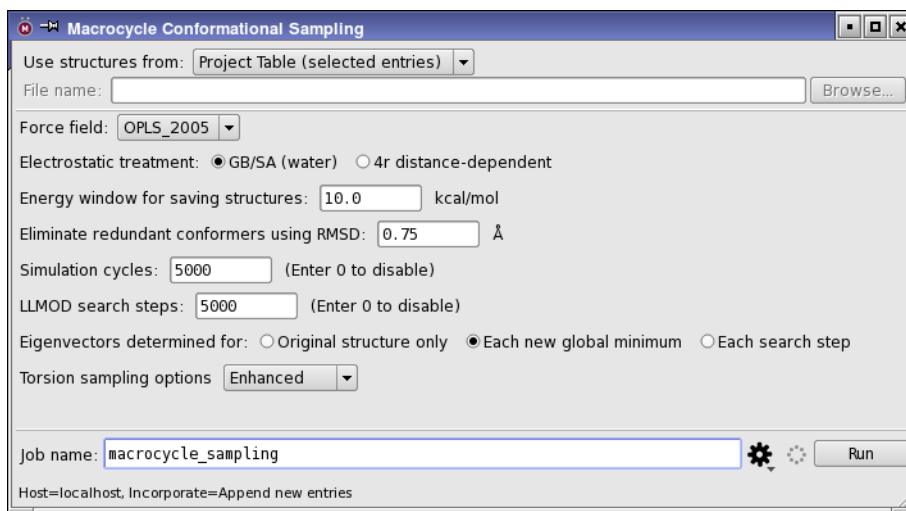 Macrocycle Conformational Sampling
Use structures from: Project Table (selected entries)
File name: Browse...
Force field: OPLS_2005
Electrostatic treatment: GB/SA (water) 4r distance-dependent
Energy window for saving structures: 10.0 kcal/mol
Eliminate redundant conformers using RMSD: 0.75 Å
Simulation cycles: 5000 (Enter 0 to disable)
LLMOD search steps: 5000 (Enter 0 to disable)
Eigenvectors determined for: Original structure only Each new global minimum Each search step
Torsion sampling options Enhanced
Job name: macrocycle_sampling Run
Host=localhost, Incorporate=Append new entries